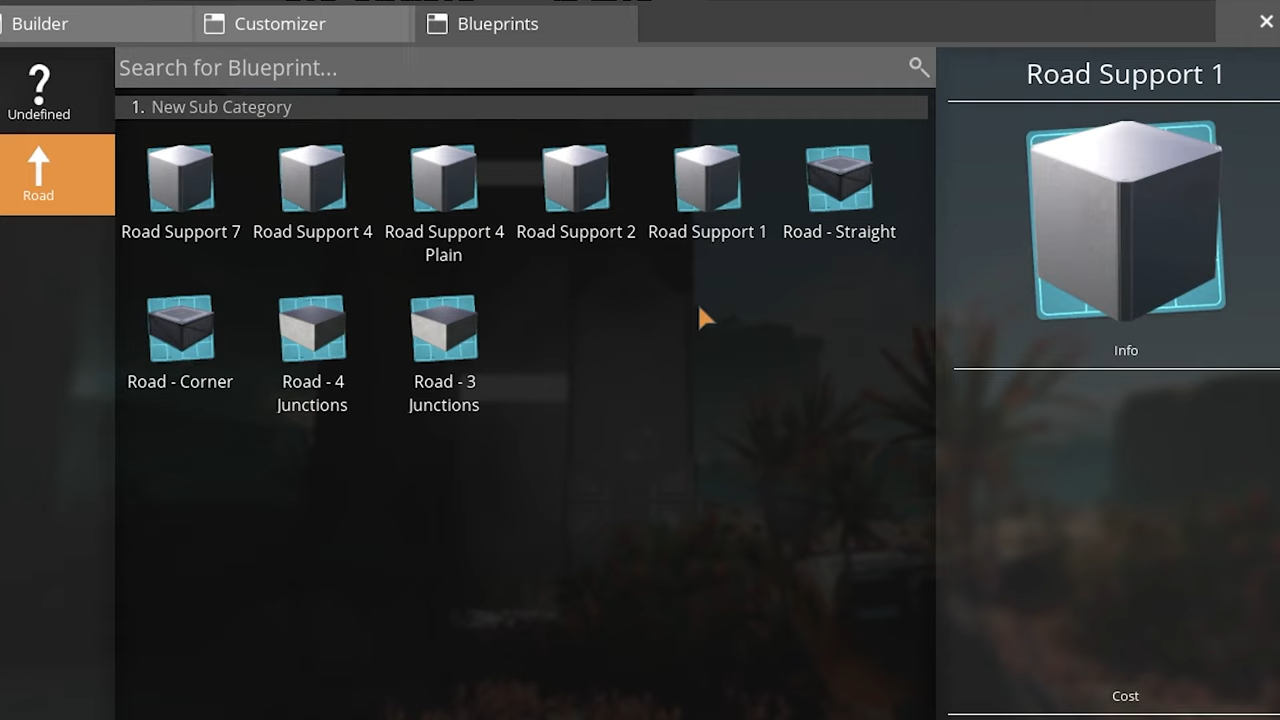 Builder
Customizer
Blueprints
Undefined
Road
Search for Blueprint...
1. New Sub Category
Road Support 7
Road Support 4
Road Support 4
Plain
Road Support 2
Road Support 1
Road - Straight
Road - Corner
Road - 4
Junctions
Road - 3
Junctions
Road Support 1
Info
Cost